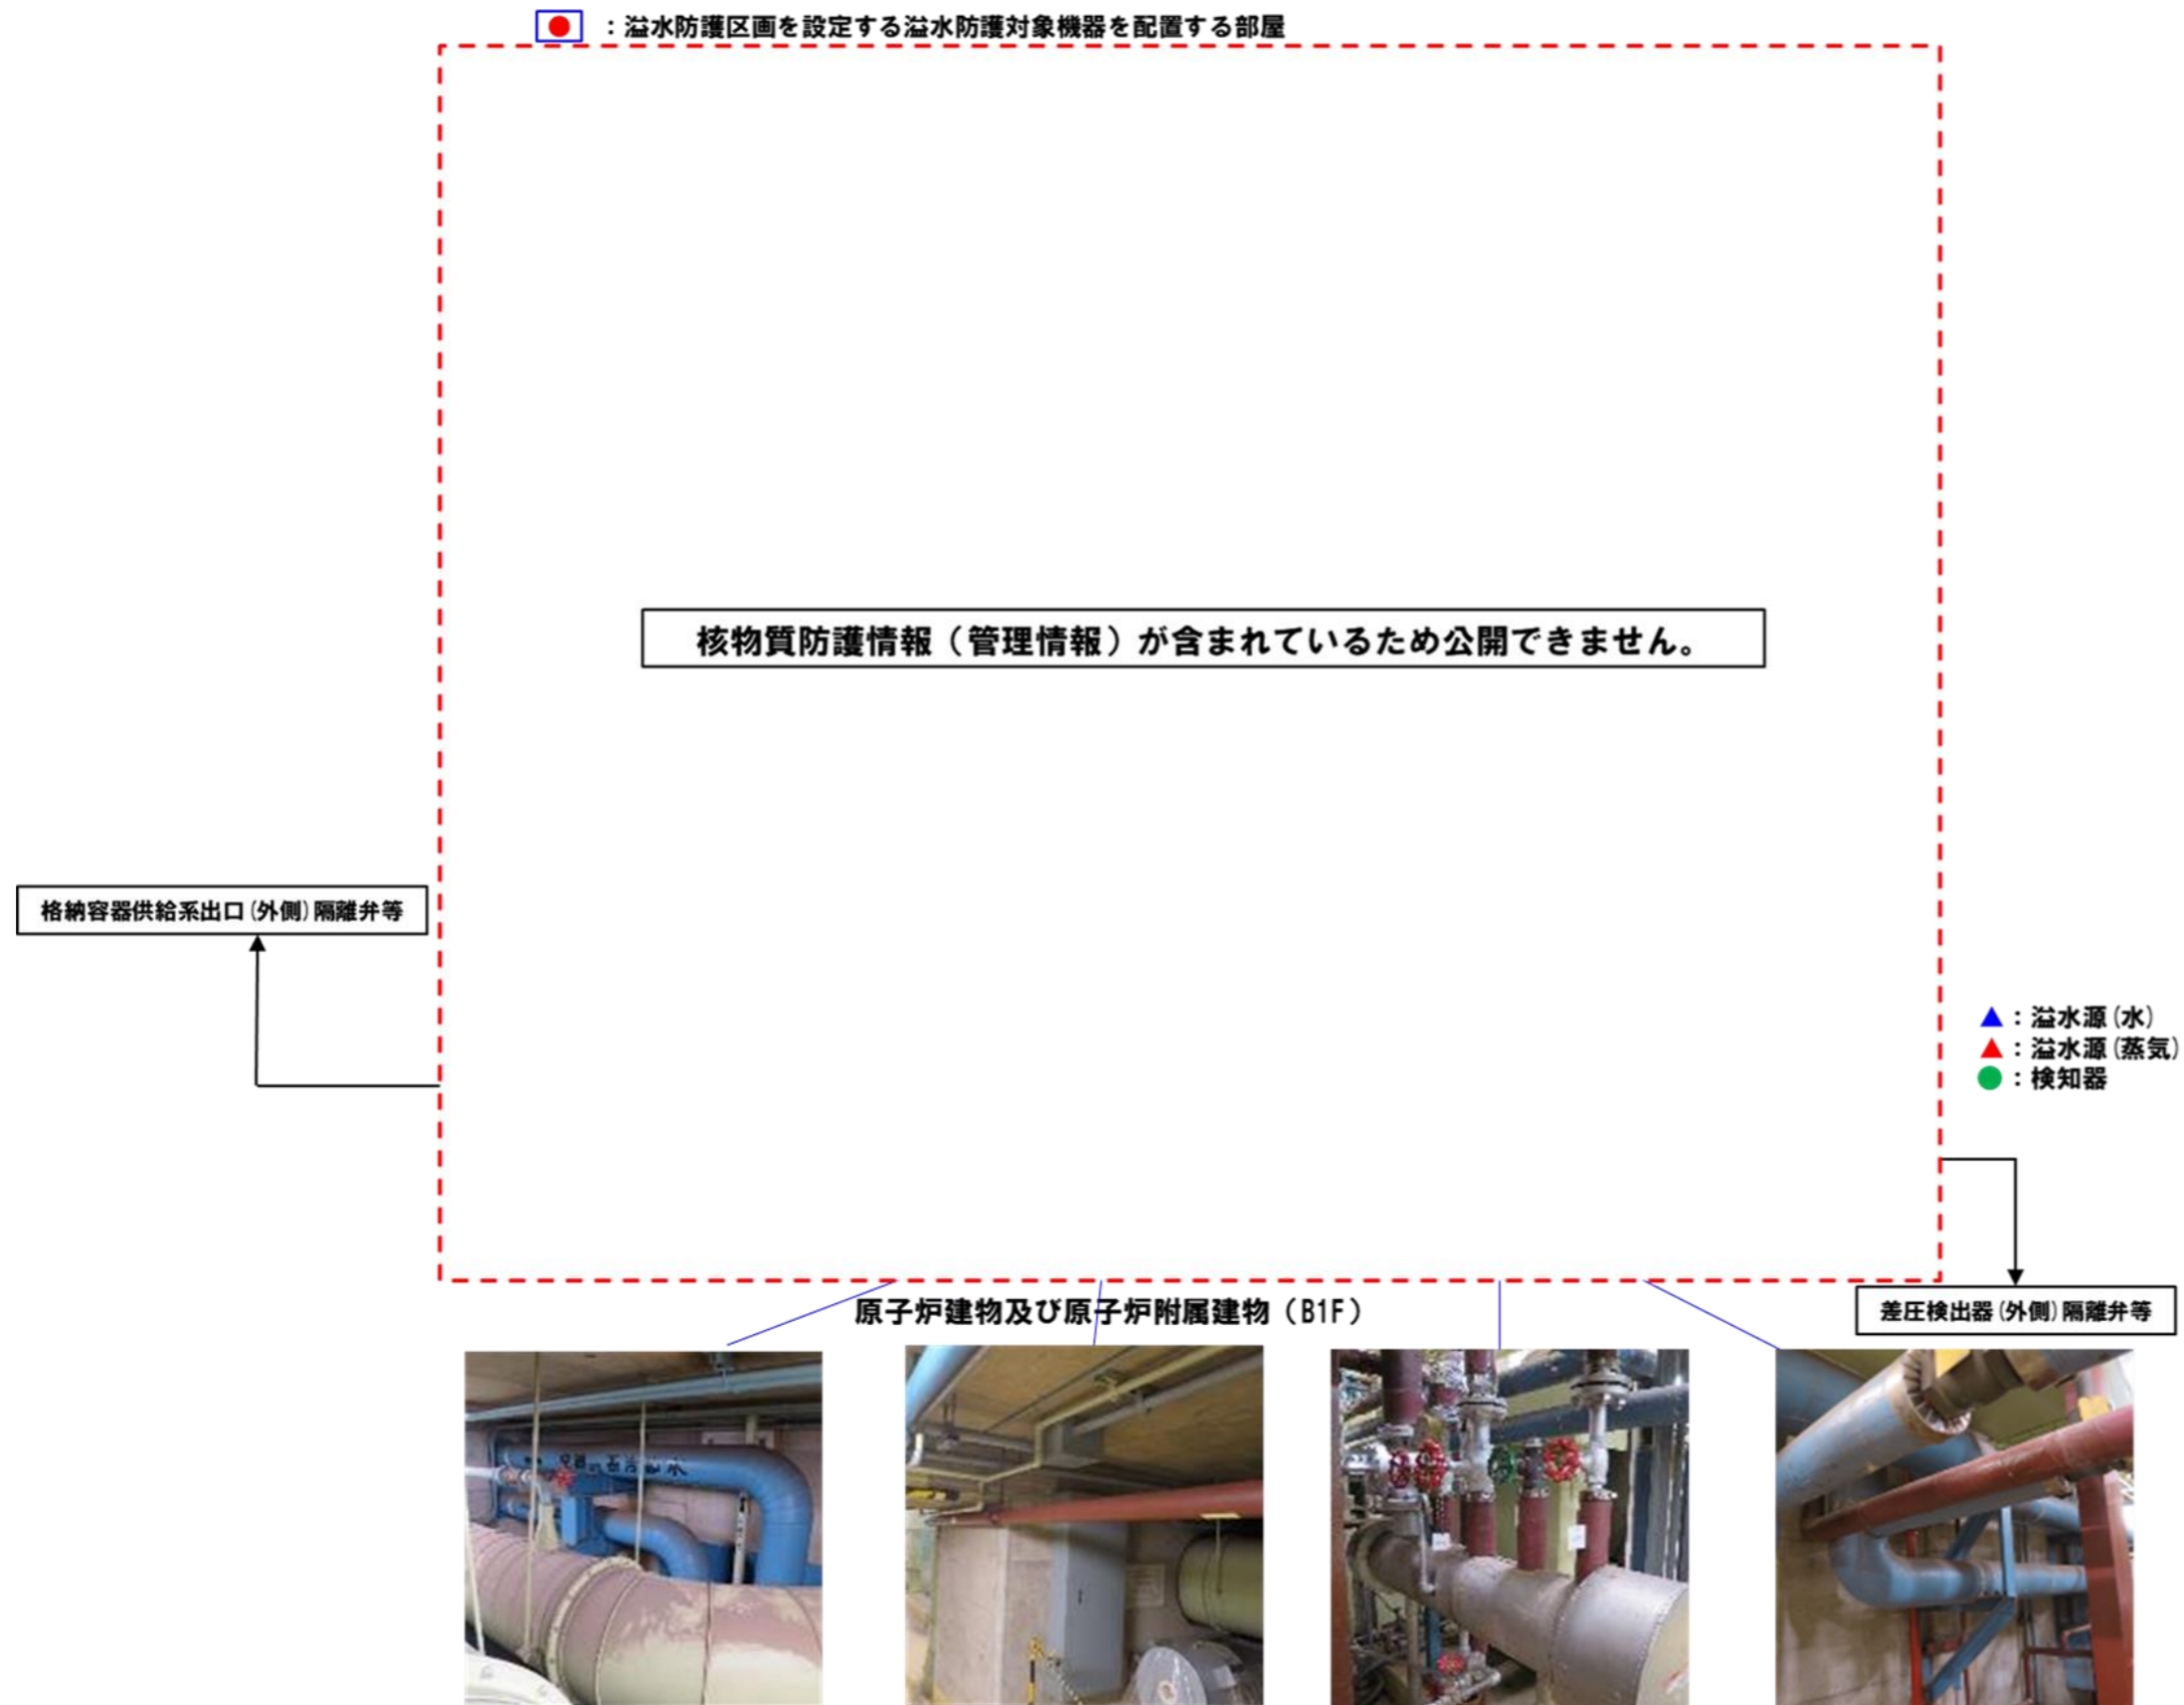 ：溢水防護区画を設定する溢水防護対象機器を配置する部屋
核物質防護情報（管理情報）が含まれているため公開できません。
格納容器供給系出口(外側)隔離弁等
▲：溢水源(水)
▲：溢水源(蒸気)
●：検知器
原子炉建物及び原子炉附属建物（B1F）
差圧検出器(外側)隔離弁等